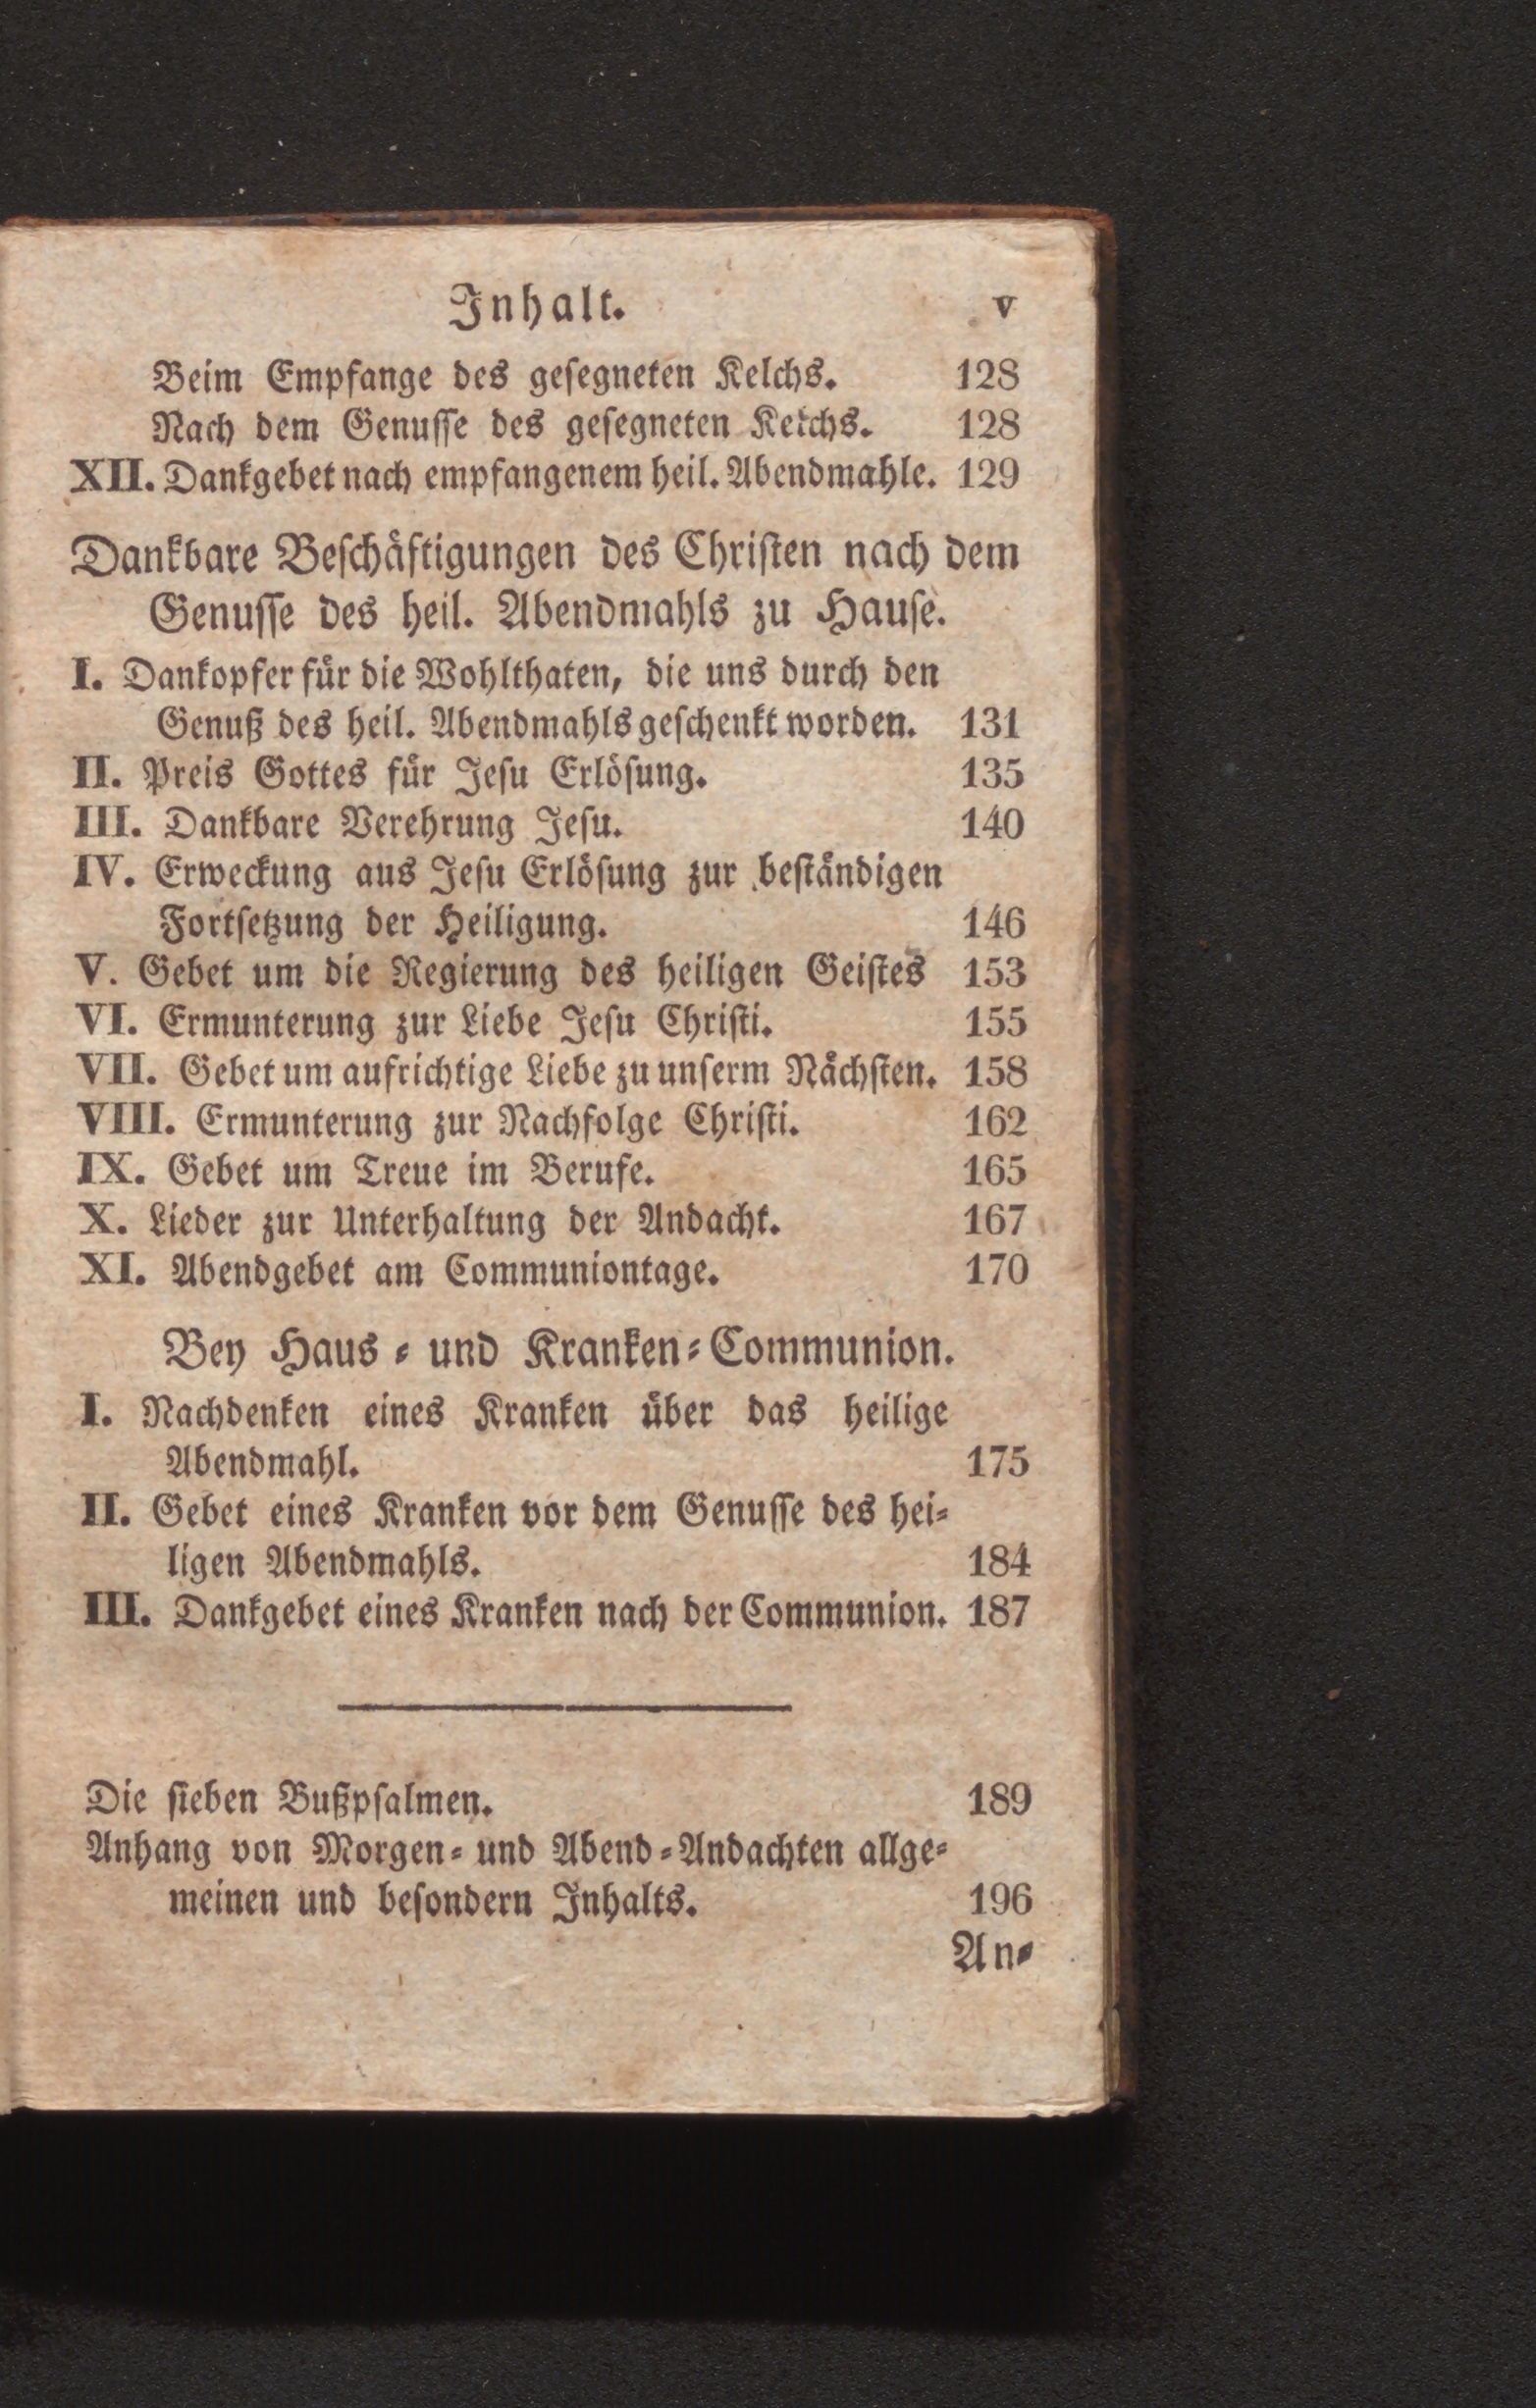 Inhalt. v
Beim Empfange des gesegneten Kelchs. 128
Nach dem Genusse des gesegneten Kelchs. 128
XII. Dankgebet nach empfangenem heil. Abendmahle. 129
Dankbare Beschäftigungen des Christen nach dem
Genusse des heil. Abendmahls zu Hause.
I. Dankopfer für die Wohlthaten, die uns durch den
Genuß des heil. Abendmahls geschenkt worden. 131
II. Preis Gottes für Jesu Erlösung. 135
III. Dankbare Verehrung Jesu. 140
IV. Erweckung aus Jesu Erlösung zur beständigen
Fortsetzung der Heiligung. 146
V. Gebet um die Regierung des heiligen Geistes 153
VI. Ermunterung zur Liebe Jesu Christi. 155
VII. Gebet um aufrichtige Liebe zu unserm Nächsten. 158
VIII. Ermunterung zur Nachfolge Christi. 162
IX. Gebet um Treue im Berufe. 165
X. Lieder zur Unterhaltung der Andacht. 167
XI. Abendgebet am Communiontage. 170
Bey Haus- und Kranken-Communion.
I. Nachdenken eines Kranken über das heilige
Abendmahl. 175
II. Gebet eines Kranken vor dem Genusse des hei-
ligen Abendmahls. 184
III. Dankgebet eines Kranken nach der Communion. 187
Die sieben Bußpsalmen. 189
Anhang von Morgen- und Abend-Andachten allge-
meinen und besondern Inhalts. 196
An-